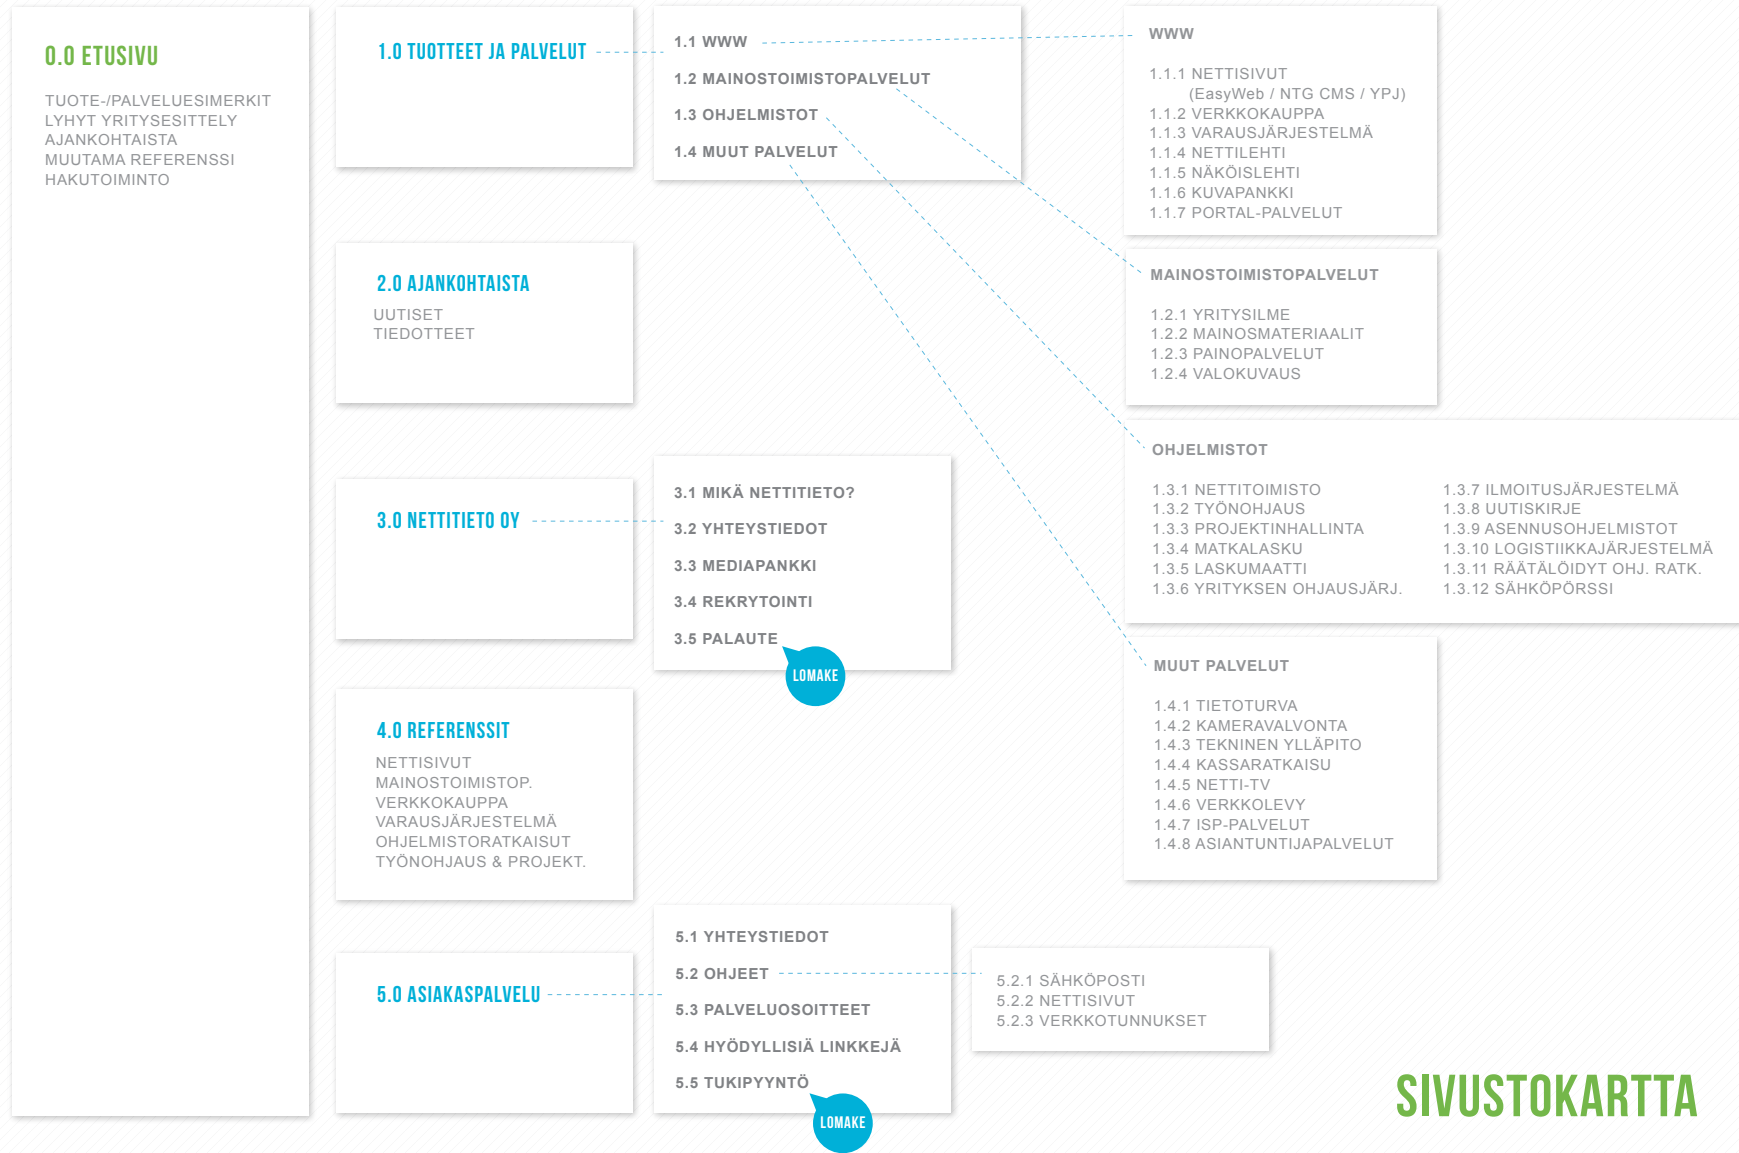 0.0 ETUSIVU
TUOTE-/PALVELUESIMERKIT
LYHYT YRITYSESITTELY
AJANKOHTAISTA
MUUTAMA REFERENSSI
HAKUTOIMINTO
1.0 TUOTTEET JA PALVELUT
1.1 WWW
1.2 MAINOSTOIMISTOPALVELUT
1.3 OHJELMISTOT
1.4 MUUT PALVELUT
WWW
1.1.1 NETTISIVUT
(EasyWeb / NTG CMS / YPJ)
1.1.2 VERKKOKAUPPA
1.1.3 VARAUSJÄRJESTELMÄ
1.1.4 NETTILEHTI
1.1.5 NÄKÖISLEHTI
1.1.6 KUVAPANKKI
1.1.7 PORTAL-PALVELUT
MAINOSTOIMISTOPALVELUT
1.2.1 YRITYSILME
1.2.2 MAINOSMATERIAALIT
1.2.3 PAINOPALVELUT
1.2.4 VALOKUVAUS
OHJELMISTOT
1.3.1 NETTITOIMISTO
1.3.2 TYÖNOHJAUS
1.3.3 PROJEKTINHALLINTA
1.3.4 MATKALASKU
1.3.5 LASKUMAATTI
1.3.6 YRITYKSEN OHJAUSJÄRJ.
1.3.7 ILMOITUSJÄRJESTELMÄ
1.3.8 UUTISKIRJE
1.3.9 ASENNUSOHJELMISTOT
1.3.10 LOGISTIIKKAJÄRJESTELMÄ
1.3.11 RÄÄTÄLÖIDYT OHJ. RATK.
1.3.12 SÄHKÖPÖRSSI
MUUT PALVELUT
1.4.1 TIETOTURVA
1.4.2 KAMERAVALVONTA
1.4.3 TEKNINEN YLLÄPITO
1.4.4 KASSARATKAISU
1.4.5 NETTI-TV
1.4.6 VERKKOLEVY
1.4.7 ISP-PALVELUT
1.4.8 ASIANTUNTIJAPALVELUT
2.0 AJANKOHTAISTA
UUTISET
TIEDOTTEET
3.0 NETTITIETO OY
3.1 MIKÄ NETTITIETO?
3.2 YHTEYSTIEDOT
3.3 MEDIAPANKKI
3.4 REKRYTOINTI
3.5 PALAUTE
LOMAKE
4.0 REFERENSSIT
NETTISIVUT
MAINOSTOIMISTOP.
VERKKOKAUPPA
VARAUSJÄRJESTELMÄ
OHJELMISTORATKAISUT
TYÖNOHJAUS & PROJEKT.
5.0 ASIAKASPALVELU
5.1 YHTEYSTIEDOT
5.2 OHJEET
5.3 PALVELUOSOITTEET
5.4 HYÖDYLLISIÄ LINKKEJÄ
5.5 TUKIPYYNTÖ
LOMAKE
5.2.1 SÄHKÖPOSTI
5.2.2 NETTISIVUT
5.2.3 VERKKOTUNNUKSET
SIVUSTOKARTTA